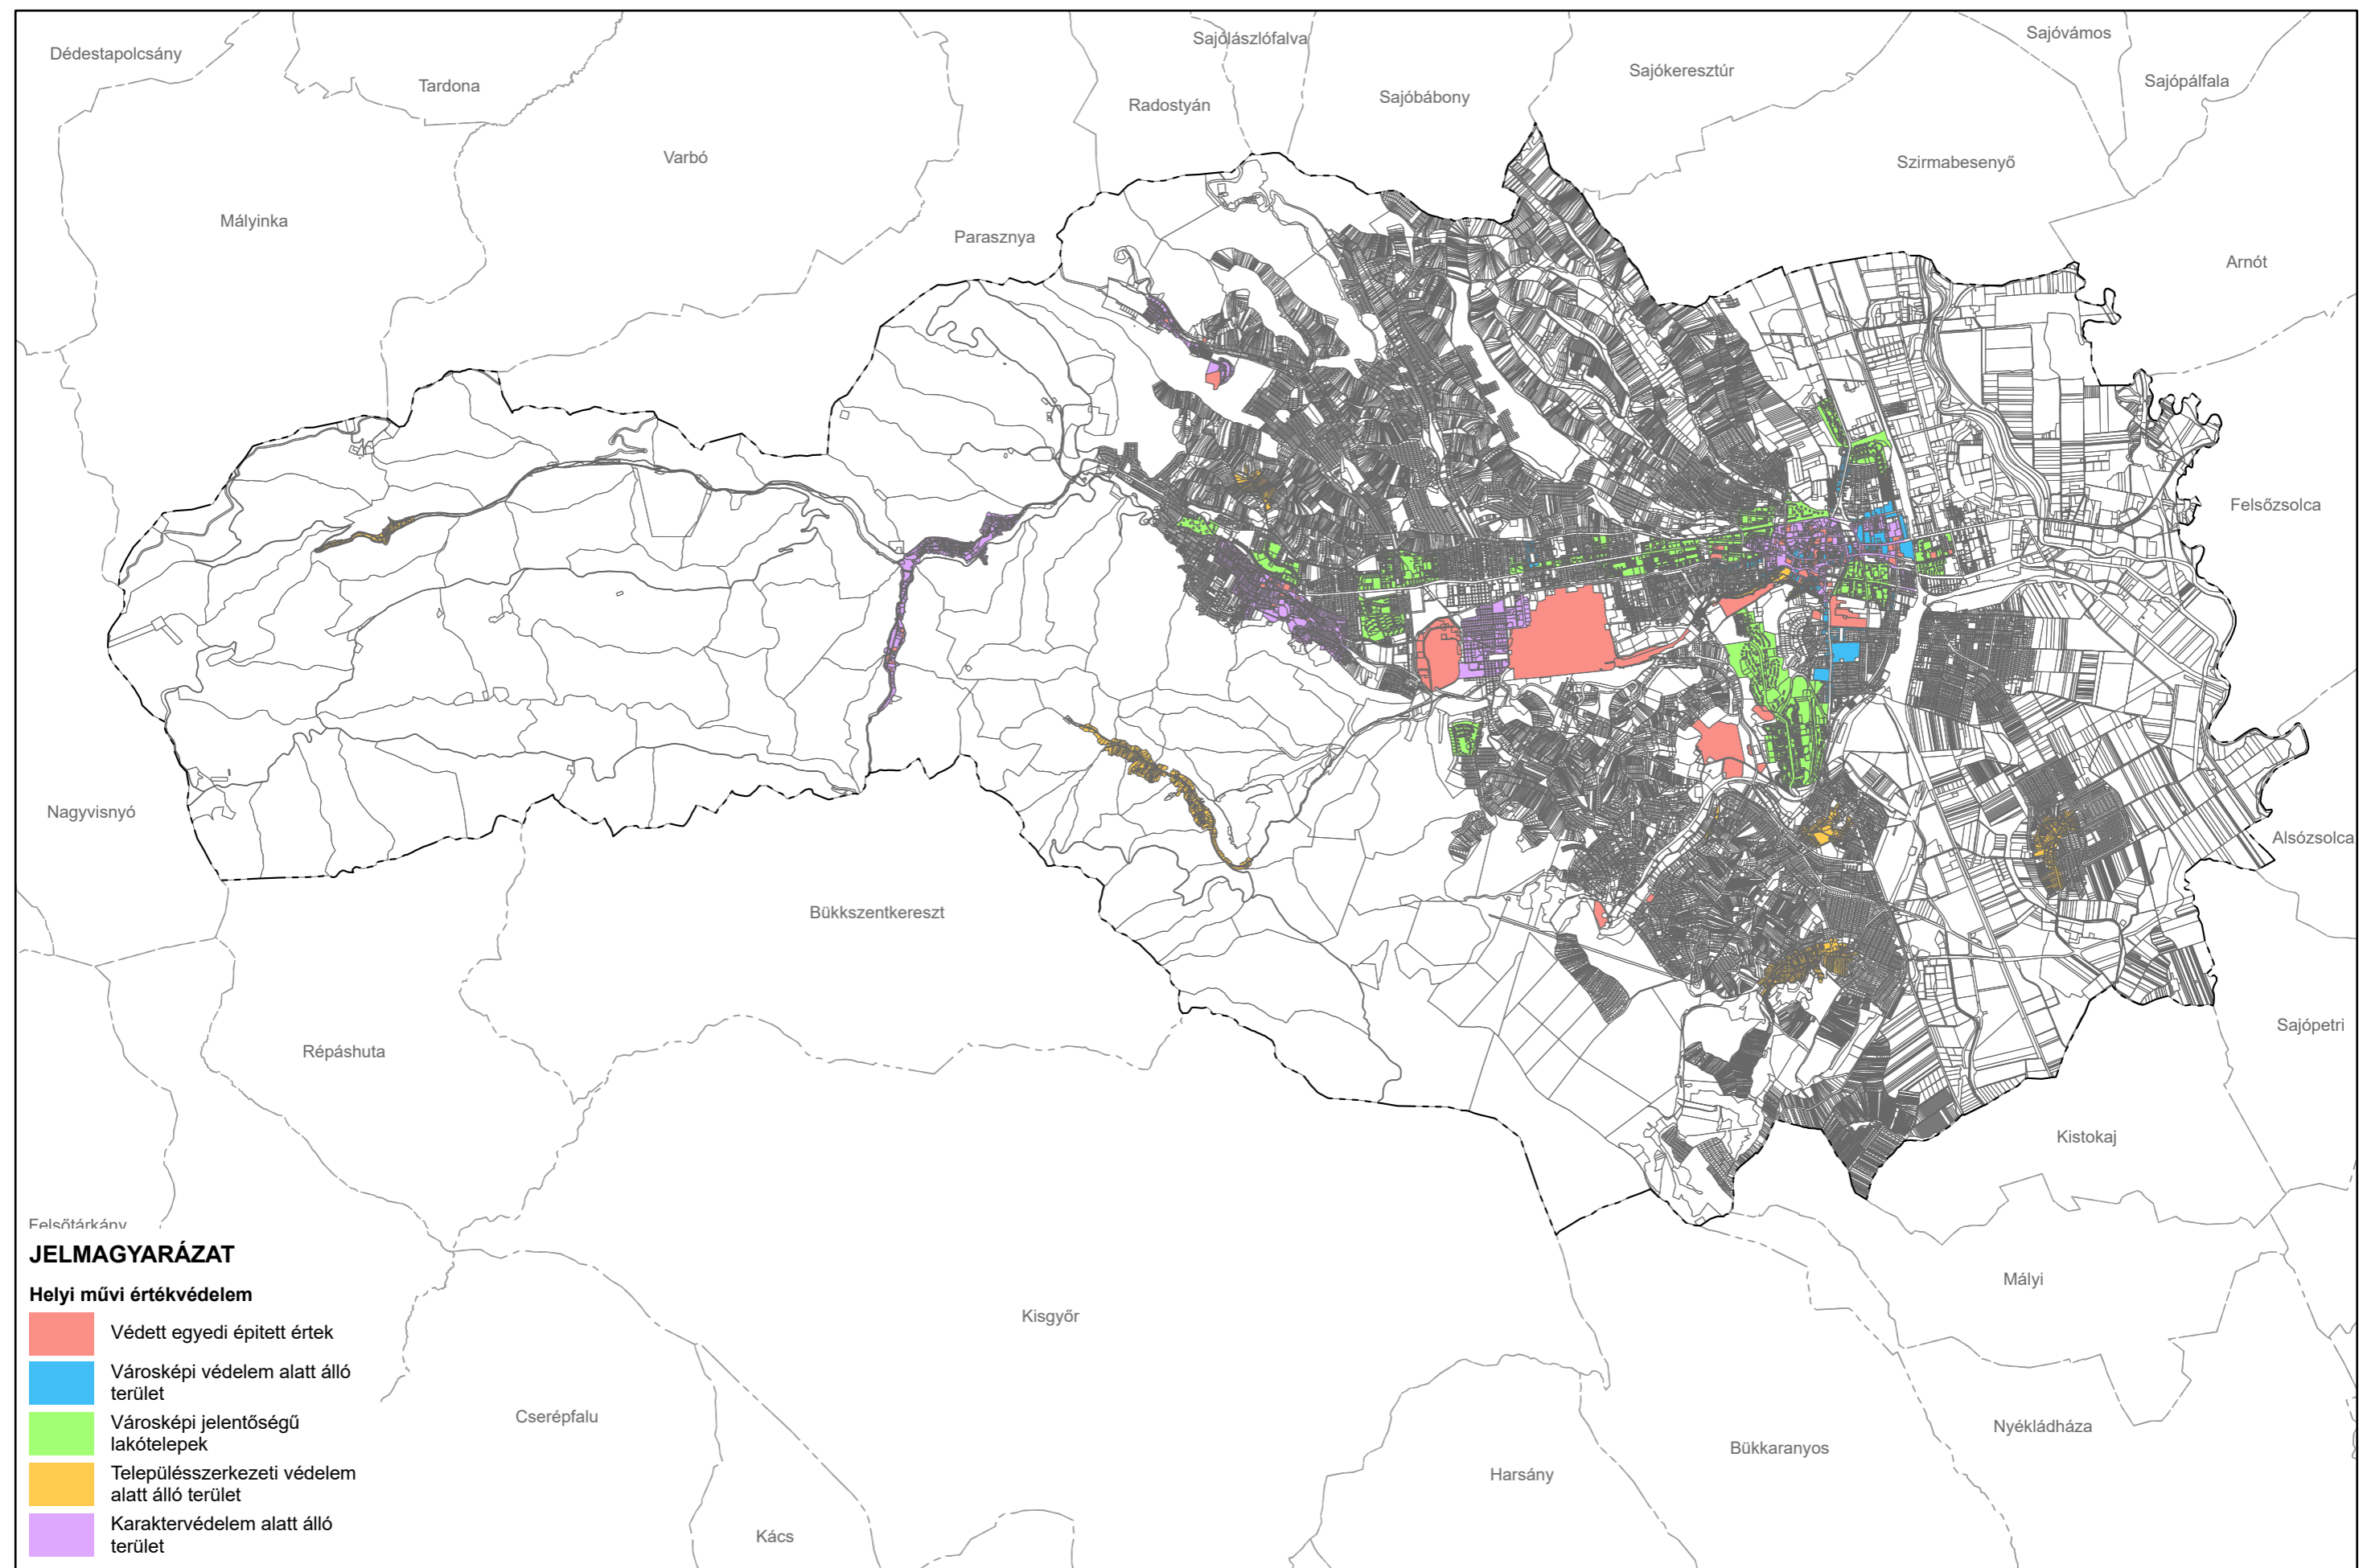 Sajóvámos
Sajólászlófalva
Dédestapolcsány
Sajókeresztúr
Sajópálfala
Tardona
Sajóbábony
Radostyán
Varbó
Szirmabesenyő
Mályinka
Parasznya
Arnót
Felsőzsolca
Nagyvisnyó
Alsózsolca
Bükkszentkereszt
Sajópetri
Répáshuta
Kistokaj
Felsőtárkány
Mályi
Kisgyőr
Cserépfalu
Nyékládháza
Bükkaranyos
Harsány
Kács
JELMAGYARÁZAT
Helyi művi értékvédelem
Védett egyedi épitett értek
Városképi védelem alatt álló
terület
Városképi jelentőségű
lakótelepek
Településszerkezeti védelem
alatt álló terület
Karaktervédelem alatt álló
terület